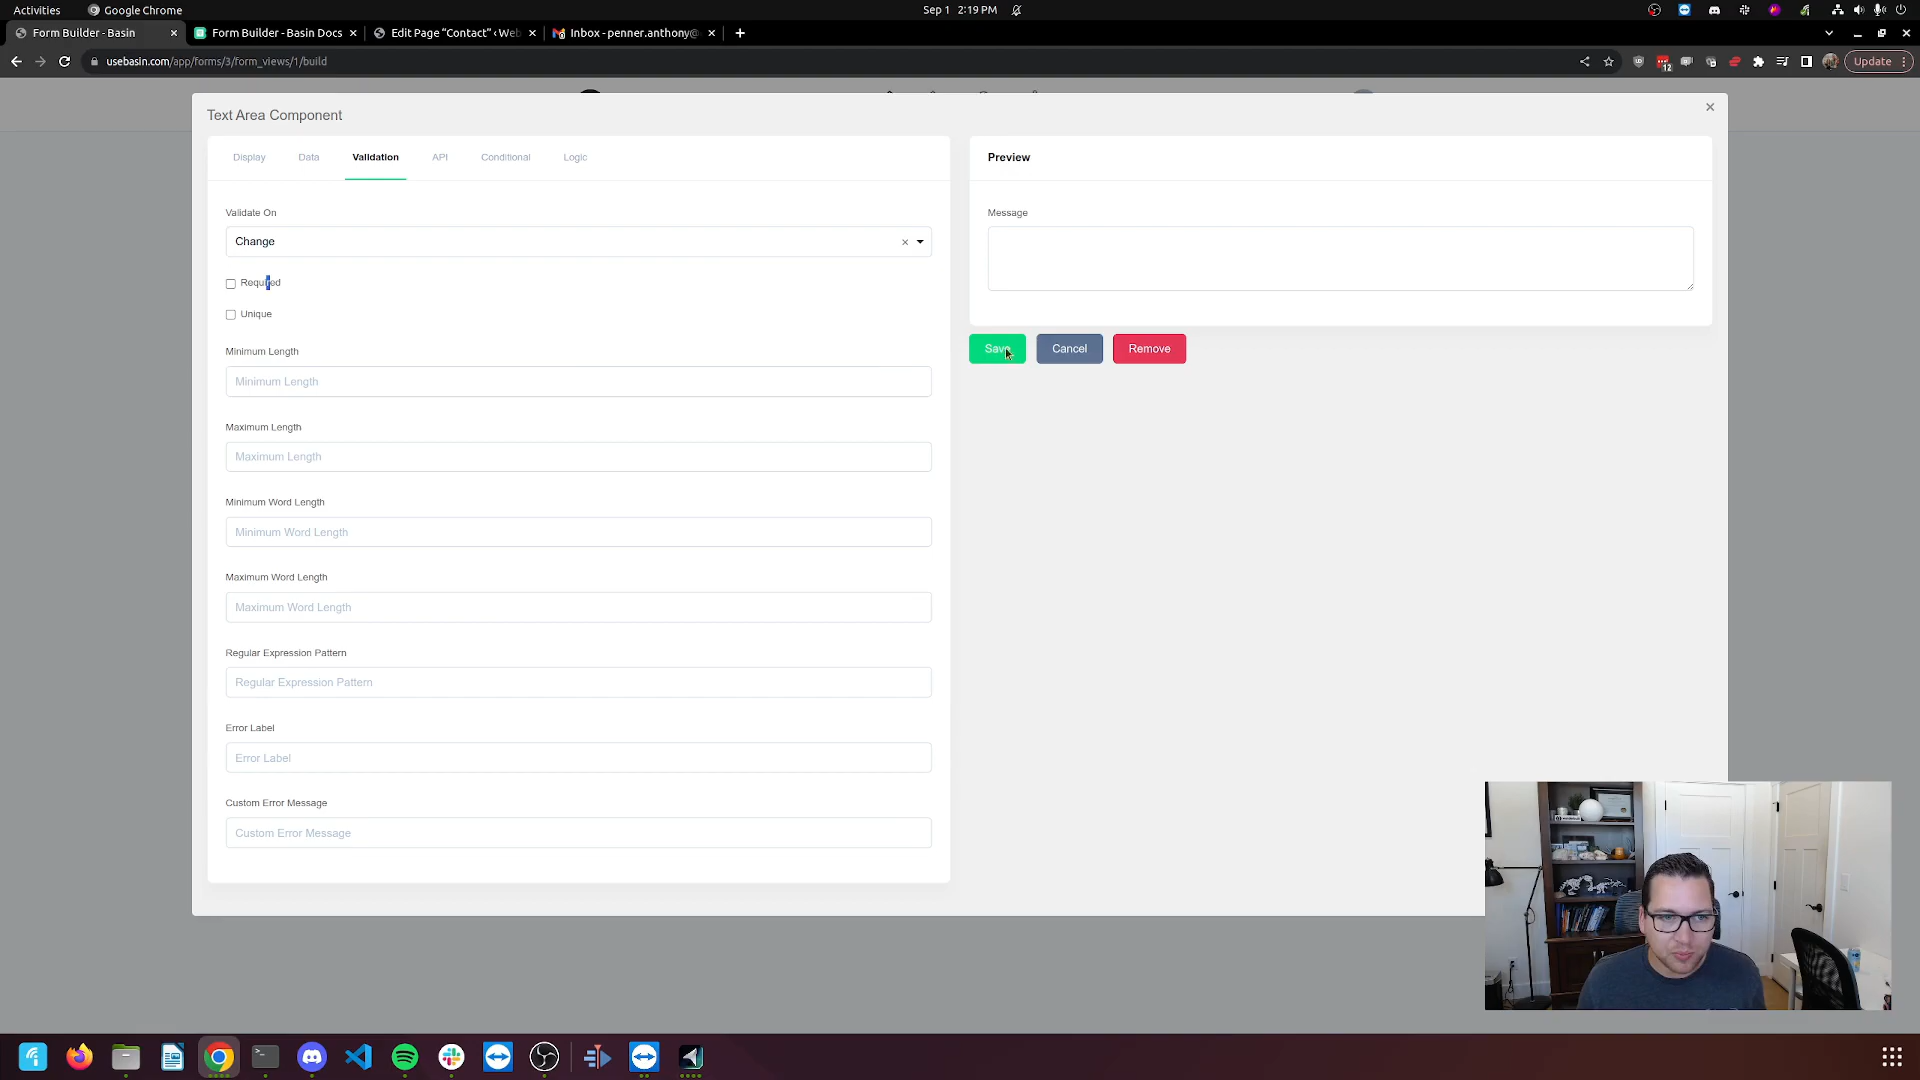 Activities
Google Chrome
Sep 1 2:19 PM
Form Builder - Basin
Form Builder - Basin Docs
Edit Page “Contact” ‹ Web
Inbox - penner.anthony@
usebasin.com/app/forms/3/form_views/1/build
12
Update
Text Area Component
Display
Data
Validation
API
Conditional
Logic
Preview
Validate On
Change
Required
Unique
Minimum Length
Minimum Length
Maximum Length
Maximum Length
Minimum Word Length
Minimum Word Length
Maximum Word Length
Maximum Word Length
Regular Expression Pattern
Regular Expression Pattern
Error Label
Error Label
Custom Error Message
Custom Error Message
Message
Save
Cancel
Remove